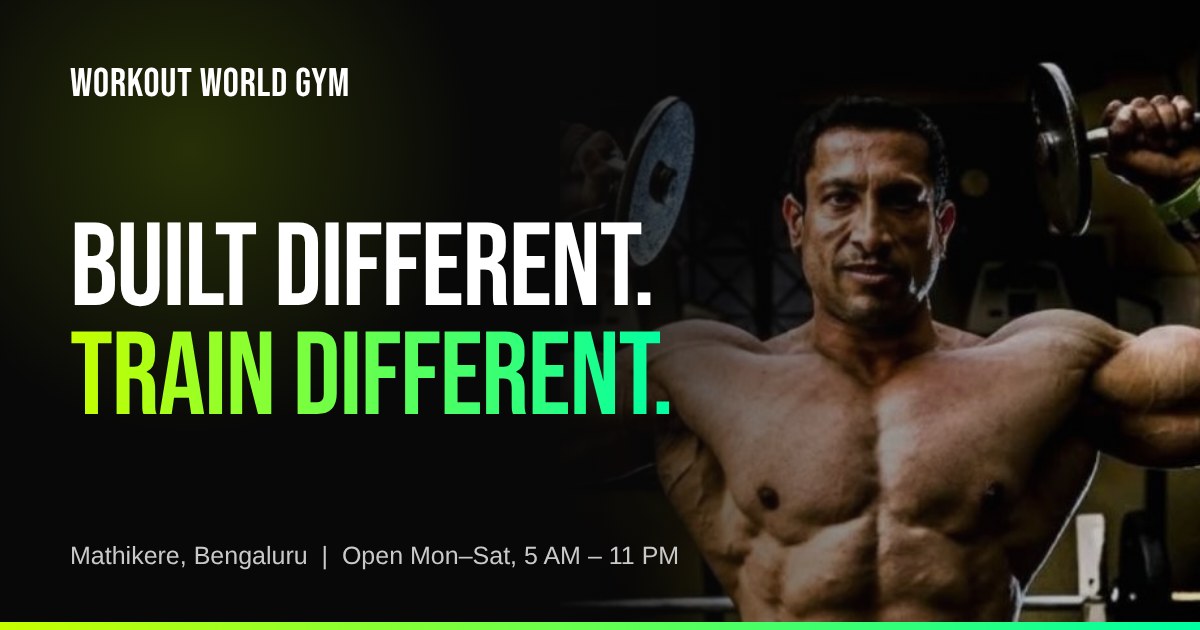 WORKOUT WORLD GYM
BUILT DIFFERENT.
TRAIN DIFFERENT.
Mathikere, Bengaluru | Open Mon–Sat, 5 AM – 11 PM